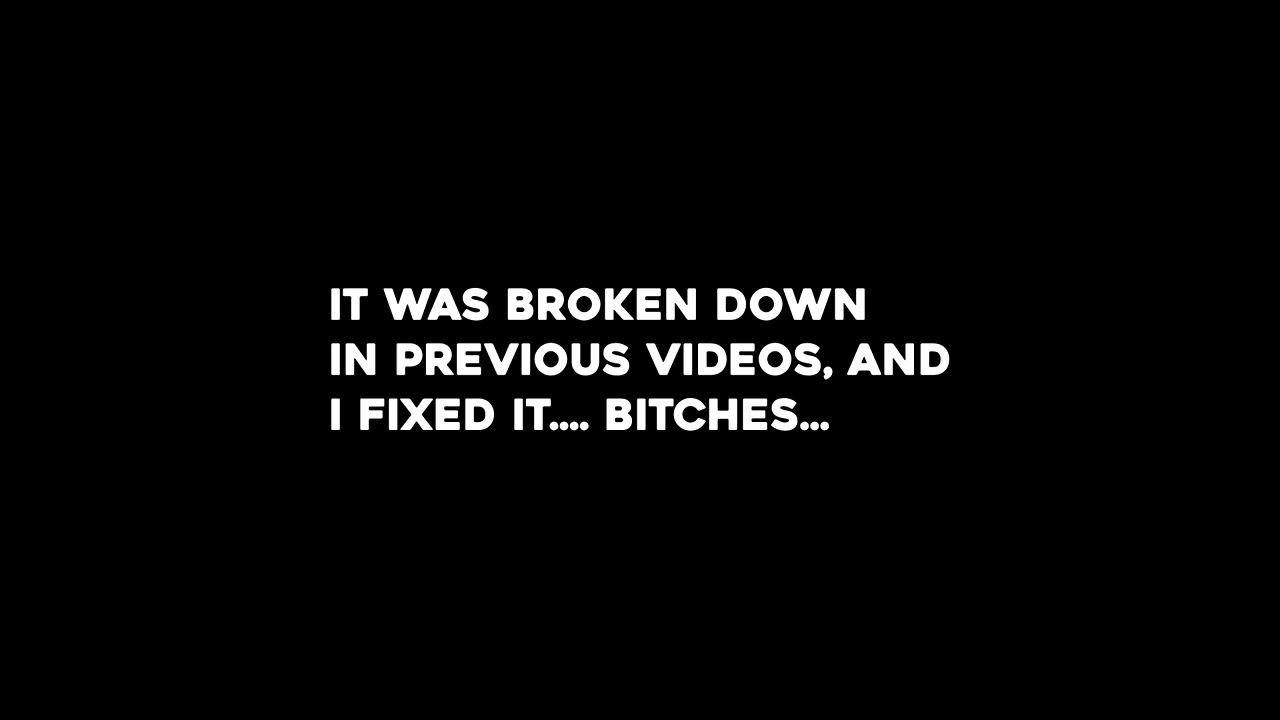 IT WAS BROKEN DOWN
IN PREVIOUS VIDEOS, AND
I FIXED IT.... BITCHES...